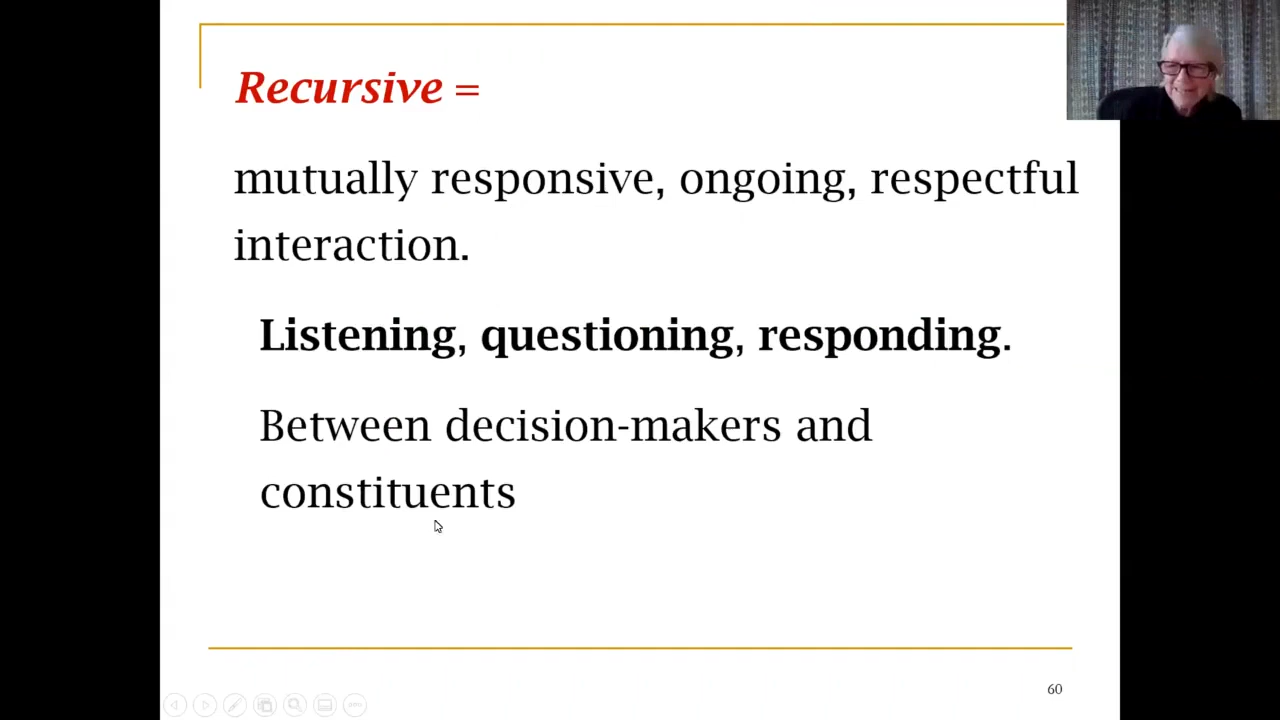 Recursive =
mutually responsive, ongoing, respectful
interaction.
Listening, questioning, responding.
Between decision-makers and
constituents
60